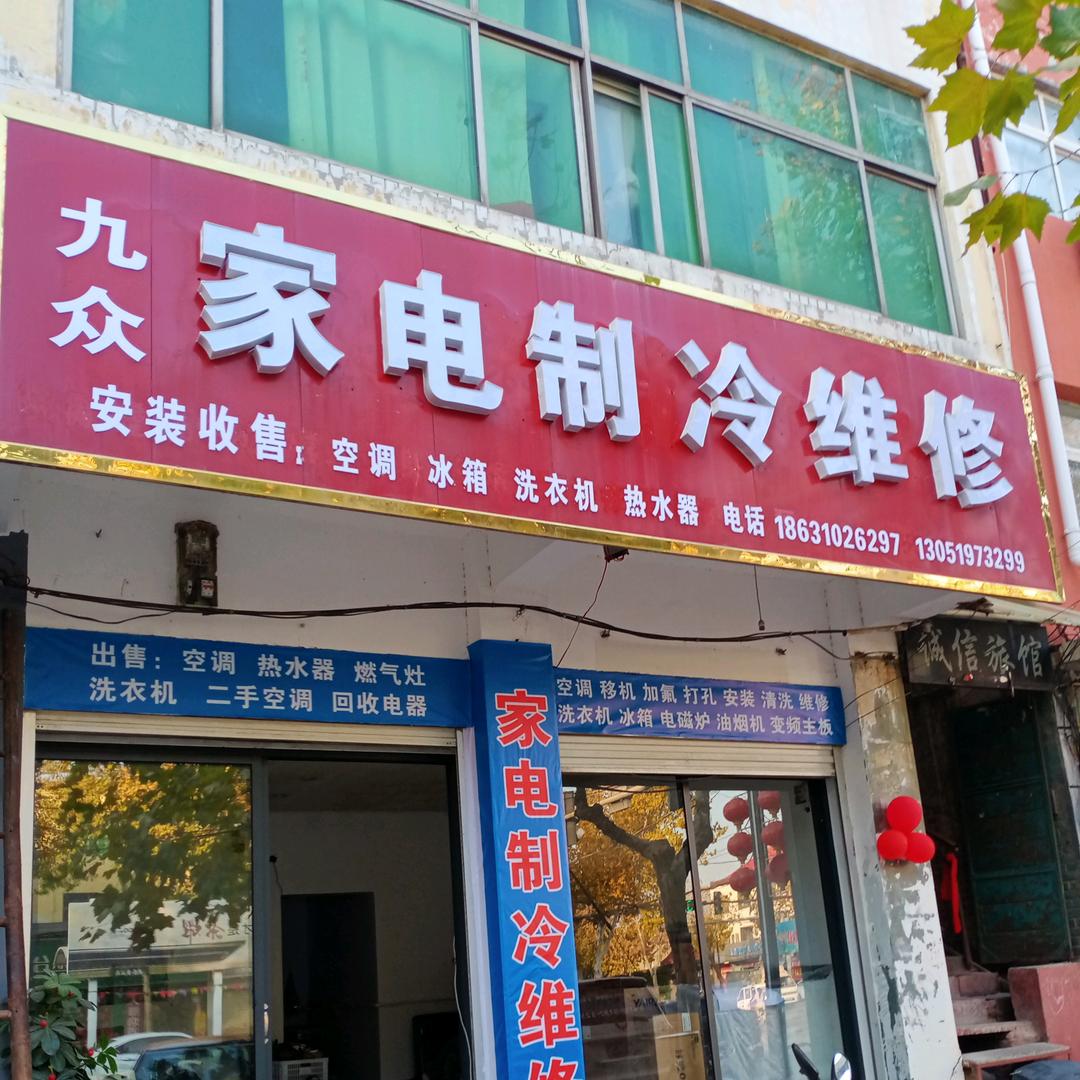 九众
家电制冷维修
安装收售: 空调 冰箱 洗衣机 热水器 电话 18631026297 13051973299
出售: 空调 热水器 燃气灶
洗衣机 二手空调 回收电器
家电制冷维修
空调 移机 加氟 打孔 安装 清洗 维修
洗衣机 冰箱 电磁炉 油烟机 变频主板
诚信旅馆